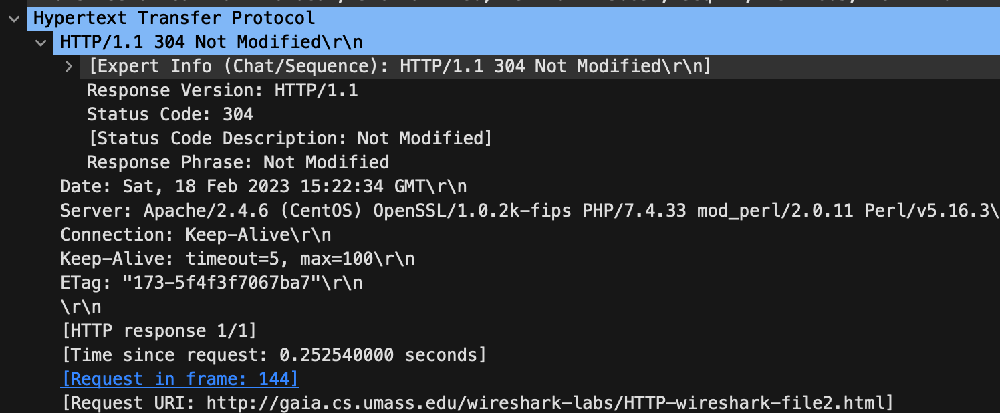 Hypertext Transfer Protocol
HTTP/1.1 304 Not Modified\r\n
[Expert Info (Chat/Sequence): HTTP/1.1 304 Not Modified\r\n]
Response Version: HTTP/1.1
Status Code: 304
[Status Code Description: Not Modified]
Response Phrase: Not Modified
Date: Sat, 18 Feb 2023 15:22:34 GMT\r\n
Server: Apache/2.4.6 (CentOS) OpenSSL/1.0.2k-fips PHP/7.4.33 mod_perl/2.0.11 Perl/v5.16.3\
Connection: Keep-Alive\r\n
Keep-Alive: timeout=5, max=100\r\n
ETag: "173-5f4f3f7067ba7"\r\n
\r\n
[HTTP response 1/1]
[Time since request: 0.252540000 seconds]
[Request in frame: 144]
[Request URI: http://gaia.cs.umass.edu/wireshark-labs/HTTP-wireshark-file2.html]